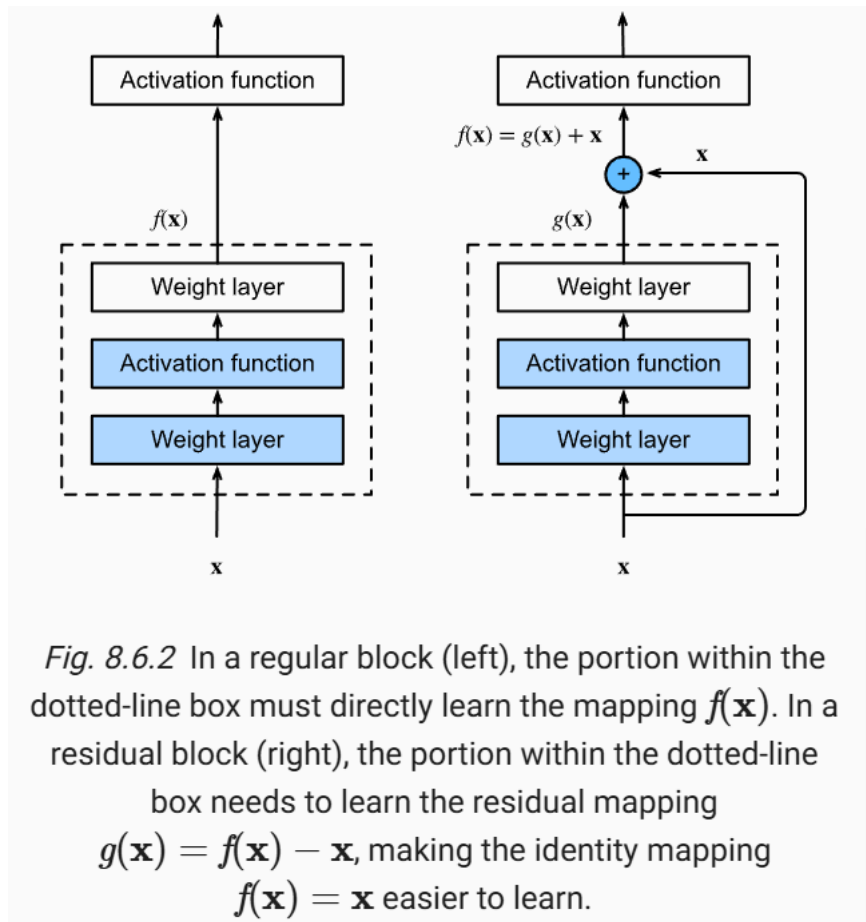 Activation function
f(x)
Weight layer
Activation function
Weight layer
x
Activation function
f(x) = g(x) + x
x
+
g(x)
Weight layer
Activation function
Weight layer
x
Fig. 8.6.2 In a regular block (left), the portion within the
dotted-line box must directly learn the mapping f(x). In a
residual block (right), the portion within the dotted-line
box needs to learn the residual mapping
g(x) = f(x) − x, making the identity mapping
f(x) = x easier to learn.